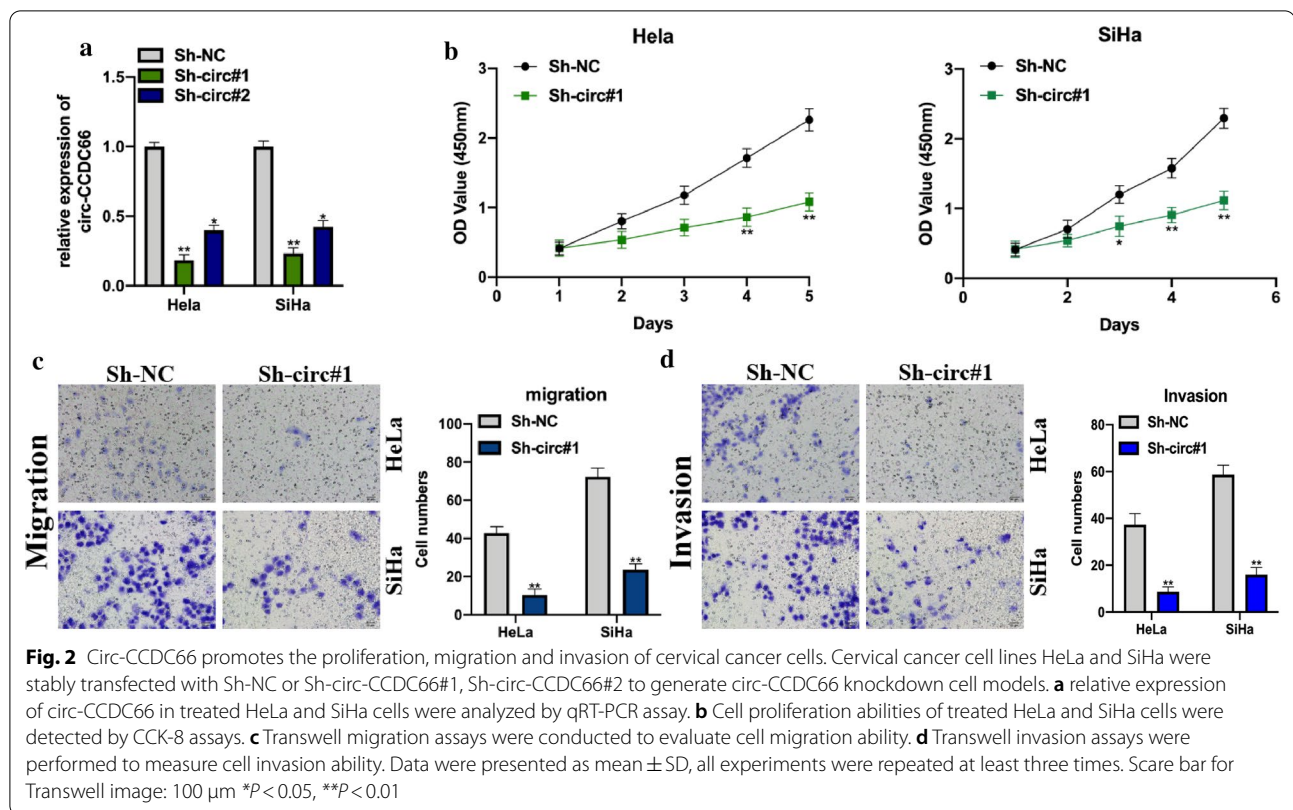 a
Sh-NC
Sh-circ#1
Sh-circ#2
relative expression of
circ-CCDC66
1.5
1.0
0.5
0.0
**
*
**
*
Hela
SiHa
b
Hela
Sh-NC
Sh-circ#1
OD Value (450nm)
3
2
1
0
**
**
0
1
2
3
4
5
Days
SiHa
Sh-NC
Sh-circ#1
OD Value (450nm)
3
2
1
0
*
**
**
0
2
4
6
Days
c
Sh-NC
Sh-circ#1
Migration
HeLa
SiHa
migration
Sh-NC
Sh-circ#1
Cell numbers
100
80
60
40
20
0
**
**
HeLa
SiHa
d
Sh-NC
Sh-circ#1
Invasion
HeLa
SiHa
Invasion
Sh-NC
Sh-circ#1
Cell numbers
80
60
40
20
0
**
**
HeLa
SiHa
Fig. 2 Circ-CCDC66 promotes the proliferation, migration and invasion of cervical cancer cells. Cervical cancer cell lines HeLa and SiHa were
stably transfected with Sh-NC or Sh-circ-CCDC66#1, Sh-circ-CCDC66#2 to generate circ-CCDC66 knockdown cell models. a relative expression
of circ-CCDC66 in treated HeLa and SiHa cells were analyzed by qRT-PCR assay. b Cell proliferation abilities of treated HeLa and SiHa cells were
detected by CCK-8 assays. c Transwell migration assays were conducted to evaluate cell migration ability. d Transwell invasion assays were
performed to measure cell invasion ability. Data were presented as mean ± SD, all experiments were repeated at least three times. Scare bar for
Transwell image: 100 μm *P < 0.05, **P < 0.01